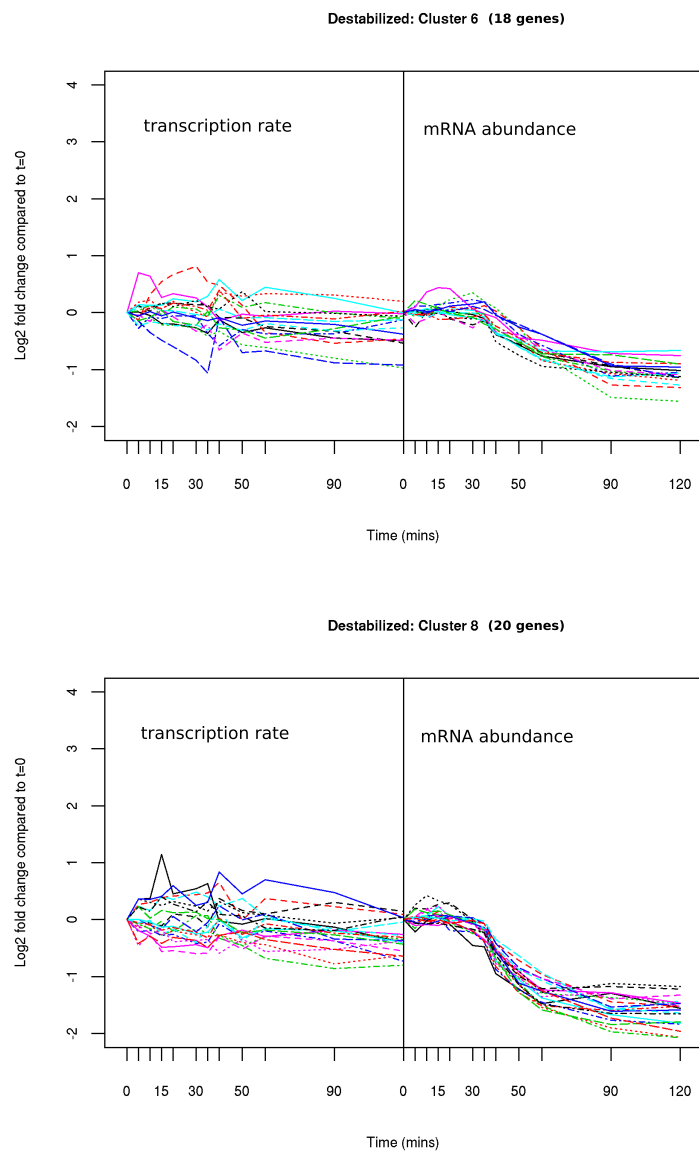 Destabilized: Cluster 6 (18 genes)
transcription rate
mRNA abundance
Log2 fold change compared to t=0
4
3
2
1
0
-1
-2
0 15 30 50 90 0 15 30 50 90 120
Time (mins)
Destabilized: Cluster 8 (20 genes)
transcription rate
mRNA abundance
Log2 fold change compared to t=0
4
3
2
1
0
-1
-2
0 15 30 50 90 0 15 30 50 90 120
Time (mins)